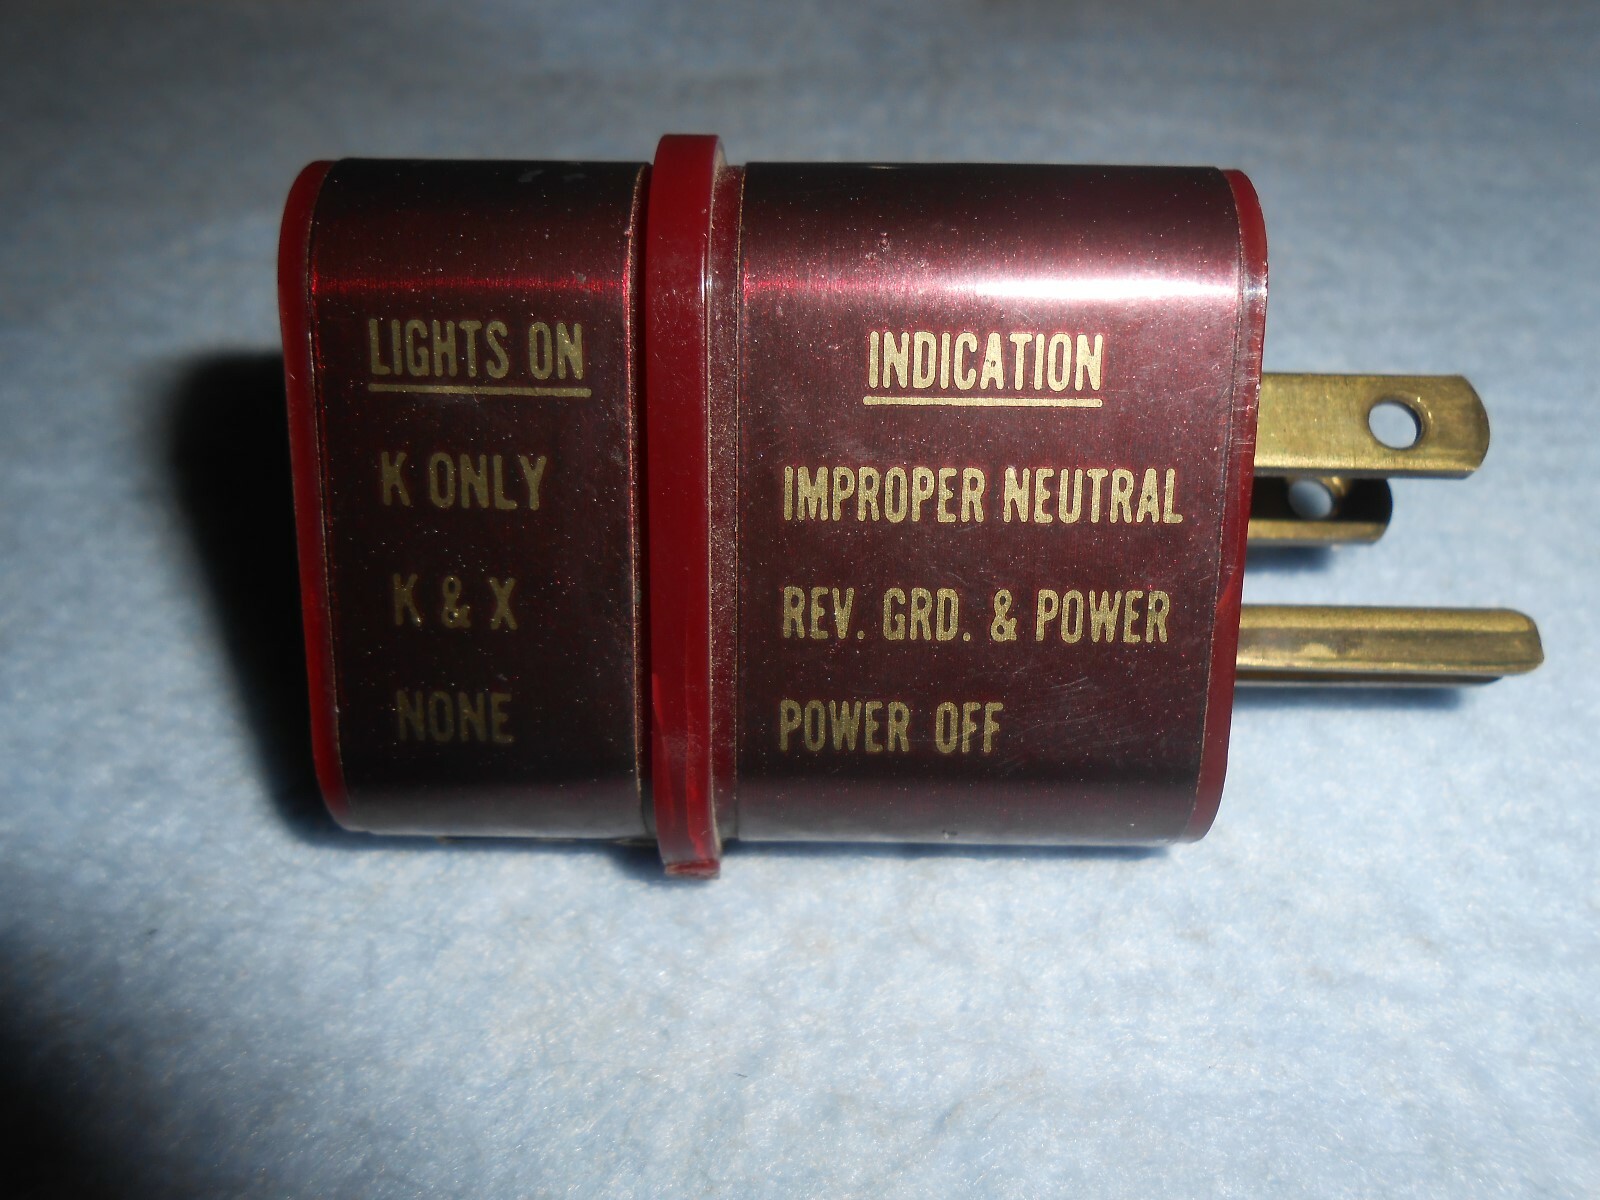 LIGHTS ON INDICATION
K ONLY IMPROPER NEUTRAL
K & X REV. GRD. & POWER
NONE POWER OFF